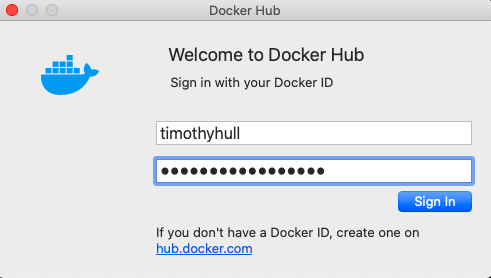 Docker Hub
Welcome to Docker Hub
Sign in with your Docker ID
timothyhull
●●●●●●●●●●●●●●●●●
Sign In
If you don't have a Docker ID, create one on
hub.docker.com